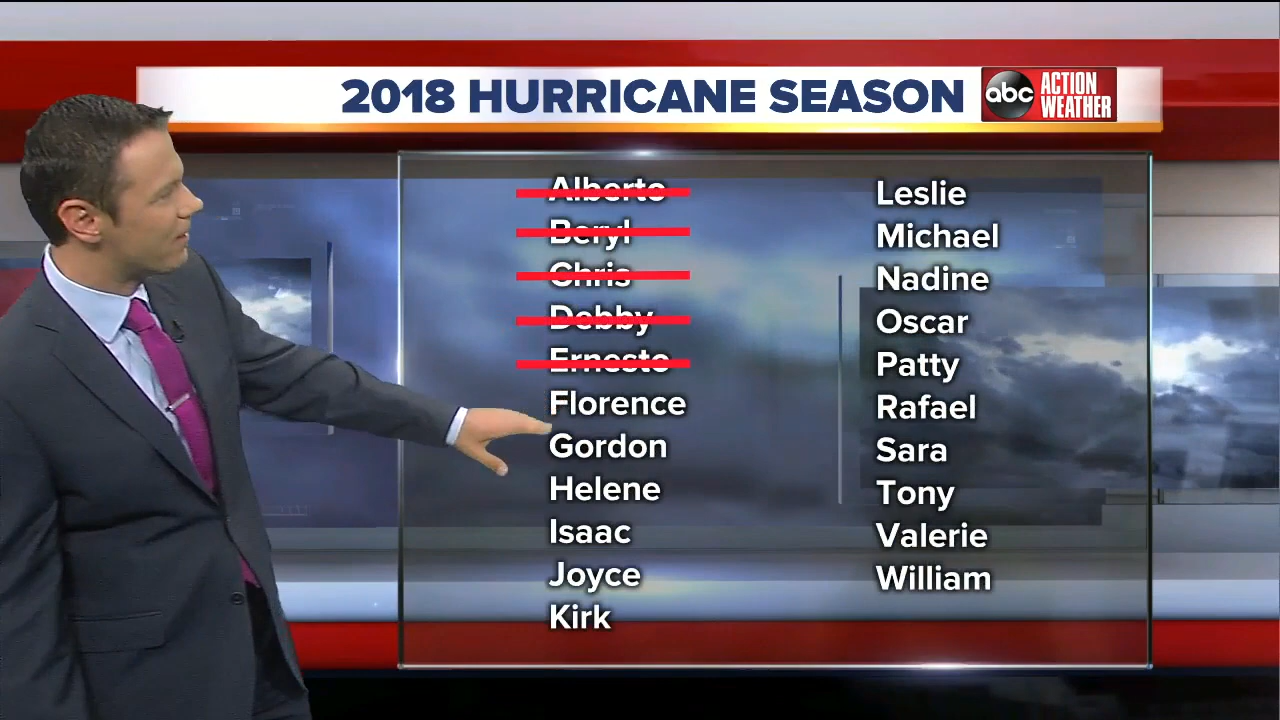 2018 HURRICANE SEASON
abc
ACTION
WEATHER
Alberto
Beryl
Chris
Debby
Ernesto
Florence
Gordon
Helene
Isaac
Joyce
Kirk
Leslie
Michael
Nadine
Oscar
Patty
Rafael
Sara
Tony
Valerie
William